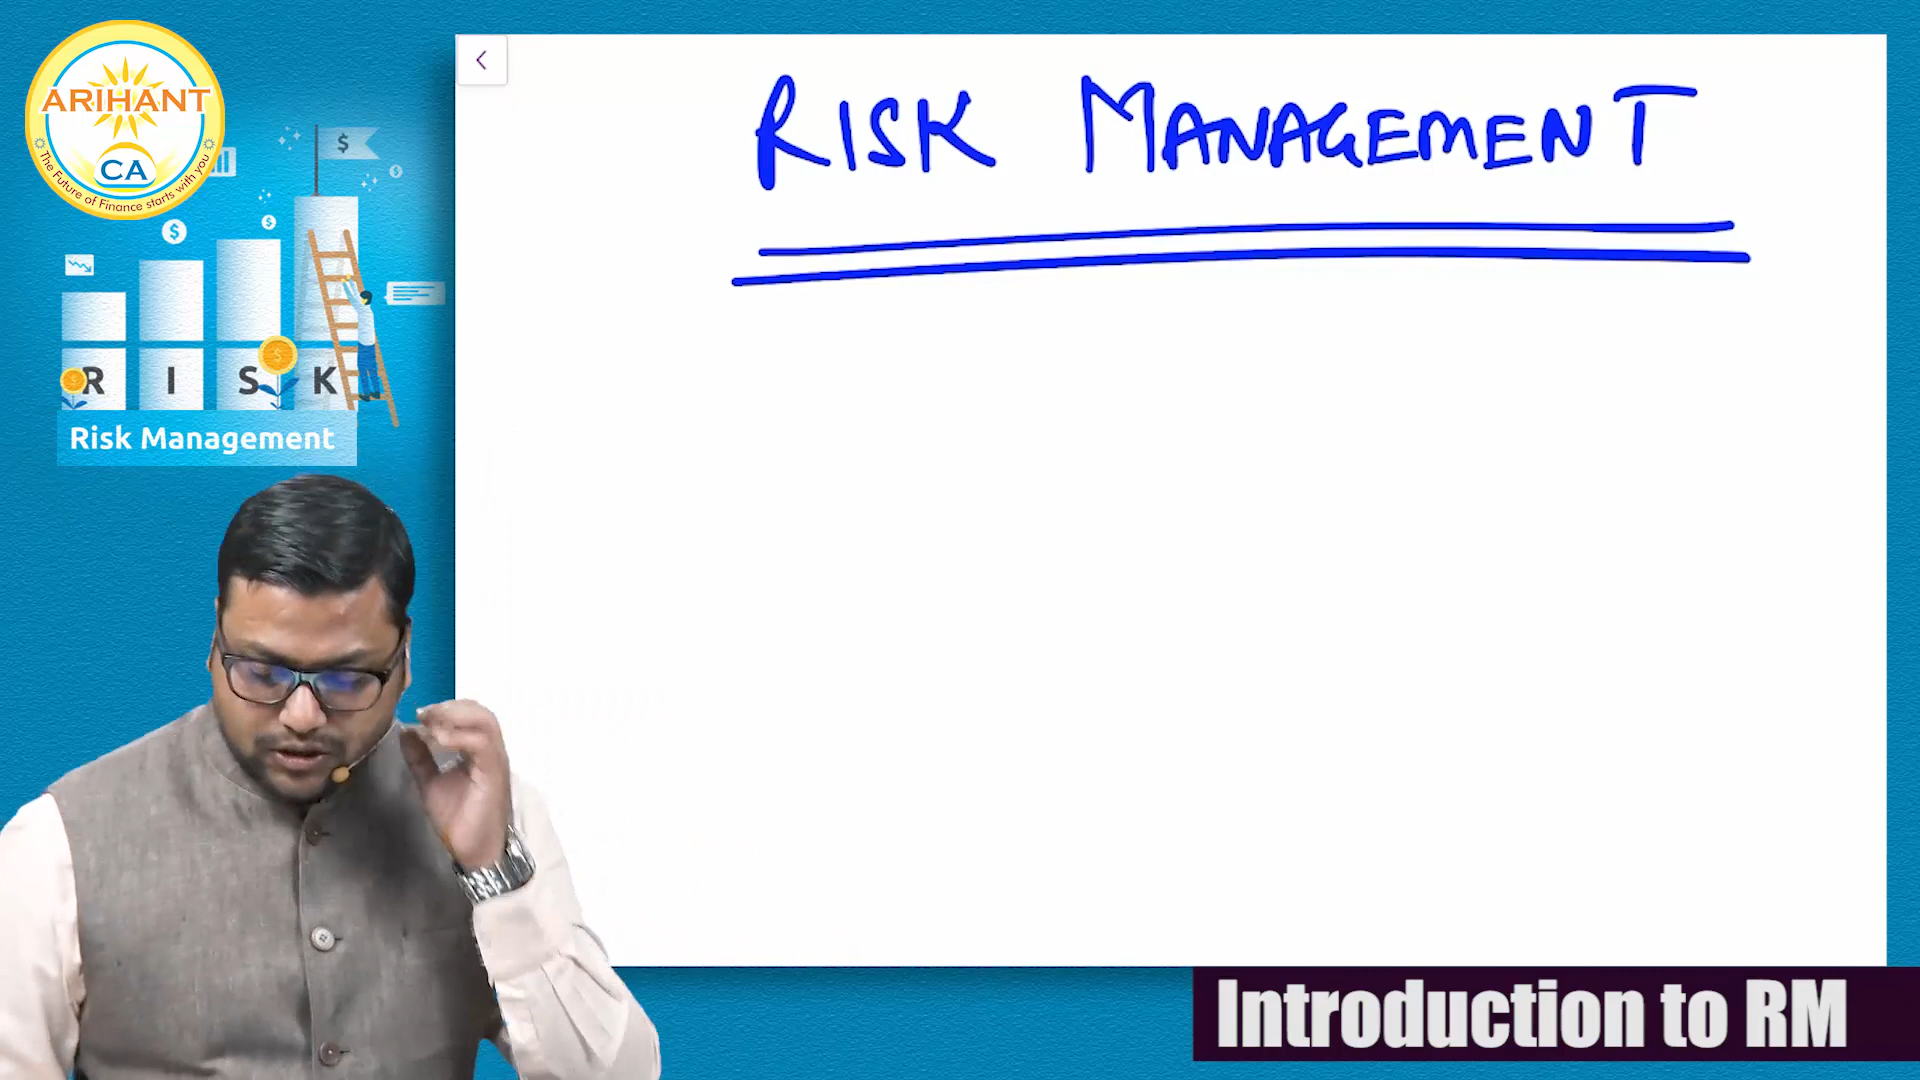 ARIHANT
CA
The Future of Finance starts with you
$
$
$
$
$
$
R I S K
Risk Management
RISK MANAGEMENT
Introduction to RM